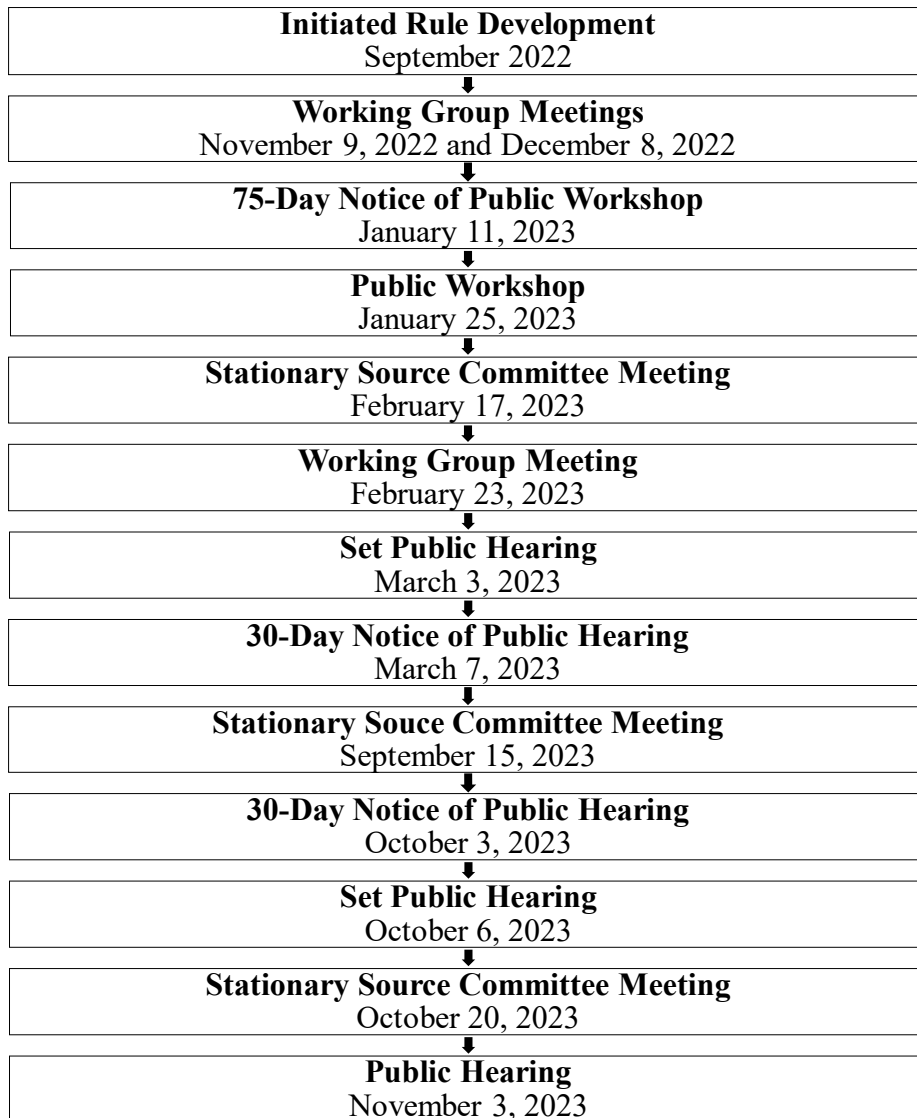 Initiated Rule Development
September 2022
Working Group Meetings
November 9, 2022 and December 8, 2022
75-Day Notice of Public Workshop
January 11, 2023
Public Workshop
January 25, 2023
Stationary Source Committee Meeting
February 17, 2023
Working Group Meeting
February 23, 2023
Set Public Hearing
March 3, 2023
30-Day Notice of Public Hearing
March 7, 2023
Stationary Souce Committee Meeting
September 15, 2023
30-Day Notice of Public Hearing
October 3, 2023
Set Public Hearing
October 6, 2023
Stationary Source Committee Meeting
October 20, 2023
Public Hearing
November 3, 2023